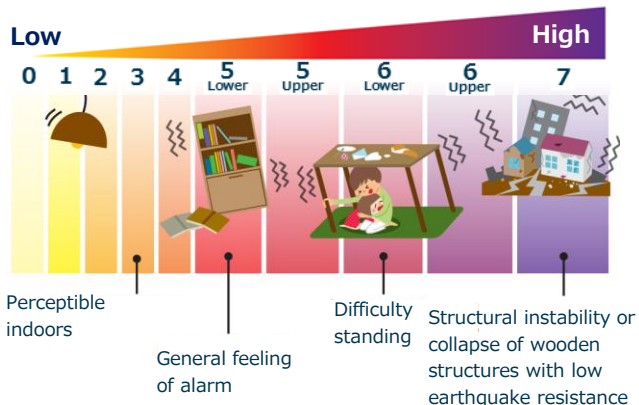 Low
High
0 1 2 3 4 5 5 6 6 7
Lower Upper Lower Upper
Perceptible
indoors
General feeling
of alarm
Difficulty
standing
Structural instability or
collapse of wooden
structures with low
earthquake resistance